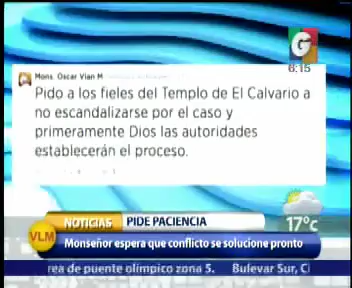 G
6:15
Mons. Oscar Vian M
Pido a los fieles del Templo de El Calvario a
no escandalizarse por el caso y
primeramente Dios las autoridades
establecerán el proceso.
17°C
NOTICIAS
PIDE PACIENCIA
VLM
Monseñor espera que conflicto se solucione pronto
rea de puente olímpico zona 5. Bulevar Sur, Ci